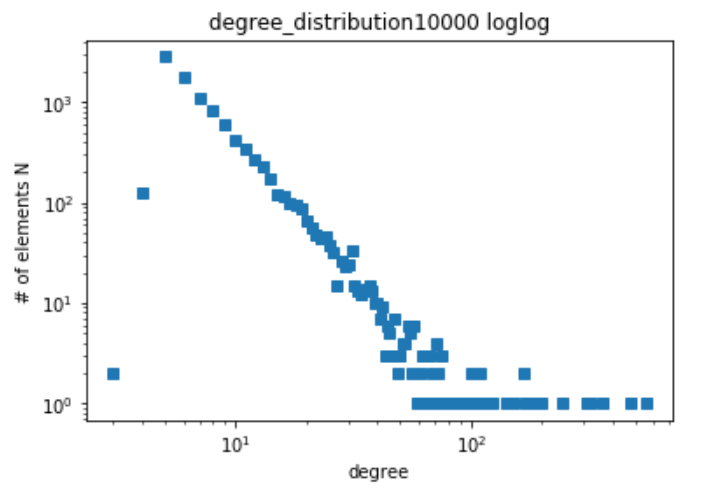 degree_distribution10000 loglog
# of elements N
10³
10²
10¹
10⁰
10¹
10²
degree